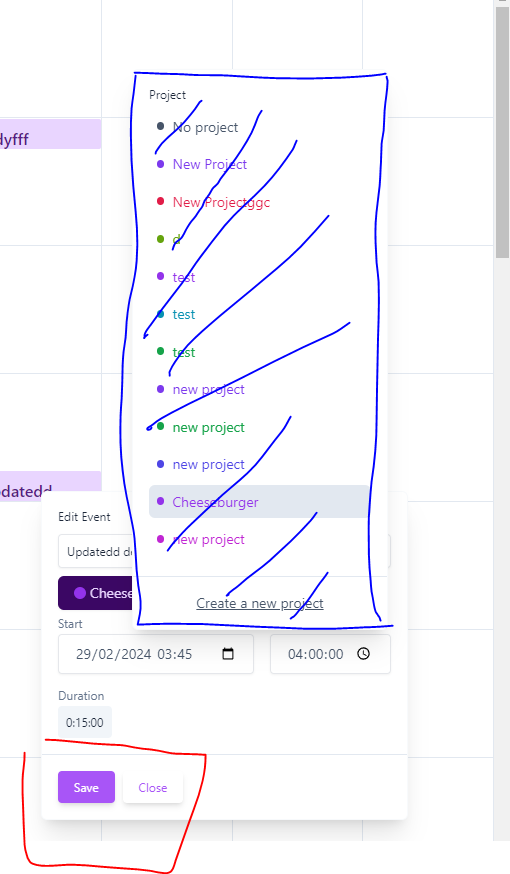 Project
No project
dyfff
New Project
New Projectggc
d
test
test
test
new project
new project
new project
datedd
Cheeseburger
Edit Event
new project
Updatedd de
Cheese
Create a new project
Start
29/02/2024 03:45
04:00:00
Duration
0:15:00
Save
Close